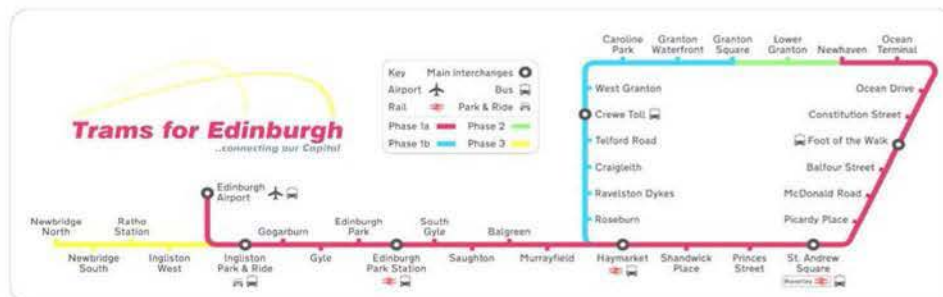 Trams for Edinburgh
...connecting our Capital
Key
Main Interchanges
Airport
Bus
Rail
Park & Ride
Phase 1a
Phase 2
Phase 1b
Phase 3
Caroline
Park
Granton
Waterfront
Granton
Square
Lower
Granton
Newhaven
Ocean
Terminal
West Granton
Crewe Toll
Telford Road
Craigleith
Ravelston Dykes
Roseburn
Ocean Drive
Constitution Street
Foot of the Walk
Balfour Street
McDonald Road
Picardy Place
Edinburgh
Airport
Newbridge
North
Ratho
Station
Newbridge
South
Ingliston
West
Gogarburn
Edinburgh
Park
South
Gyle
Balgreen
Ingliston
Park & Ride
Gyle
Edinburgh
Park Station
Saughton
Murrayfield
Haymarket
Shandwick
Place
Princes
Street
St. Andrew
Square
Waverley